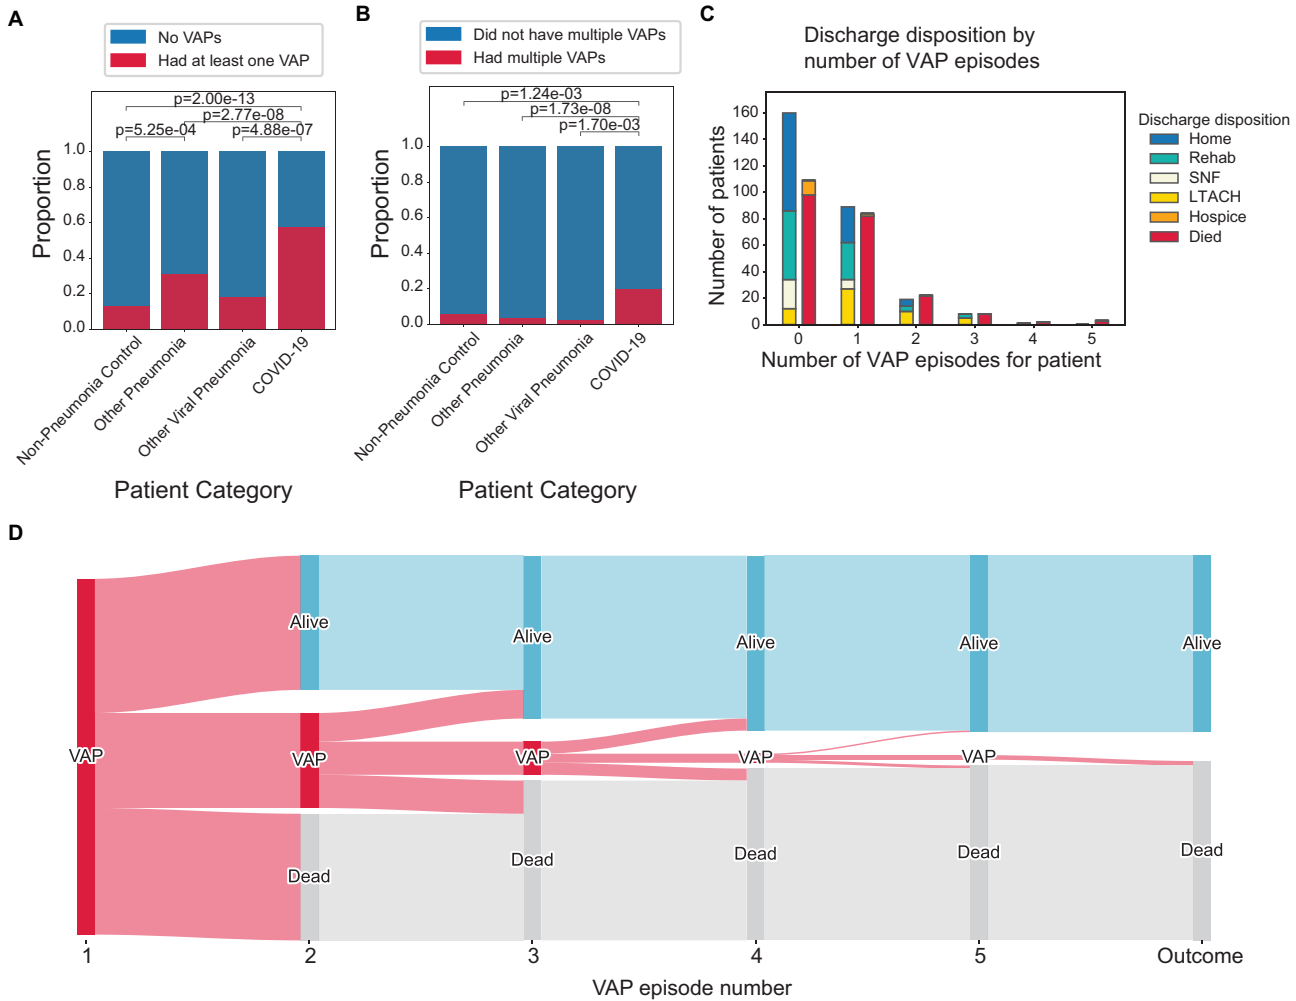 A
No VAPs
Had at least one VAP
p=2.00e-13
p=2.77e-08
p=5.25e-04
p=4.88e-07
1.0
0.8
0.6
0.4
0.2
0.0
Proportion
Non-Pneumonia Control
Other Pneumonia
Other Viral Pneumonia
COVID-19
Patient Category
B
Did not have multiple VAPs
Had multiple VAPs
p=1.24e-03
p=1.73e-08
p=1.70e-03
1.0
0.8
0.6
0.4
0.2
0.0
Proportion
Non-Pneumonia Control
Other Pneumonia
Other Viral Pneumonia
COVID-19
Patient Category
C
Discharge disposition by
number of VAP episodes
160
140
120
100
80
60
40
20
0
Number of patients
0 1 2 3 4 5
Number of VAP episodes for patient
Discharge disposition
Home
Rehab
SNF
LTACH
Hospice
Died
D
Alive
Alive
Alive
Alive
Alive
VAP
VAP
VAP
VAP
VAP
Dead
Dead
Dead
Dead
Dead
1 2 3 4 5 Outcome
VAP episode number